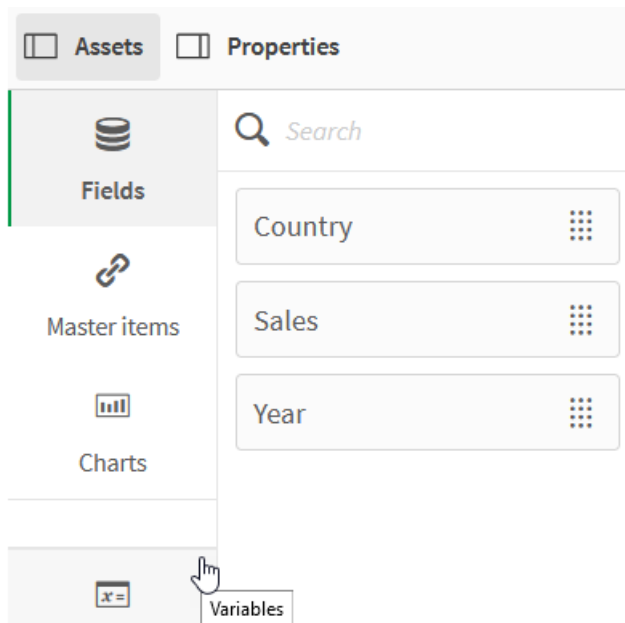 Assets Properties
Fields
Search
Country
Master items
Sales
Year
Charts
x=
Variables